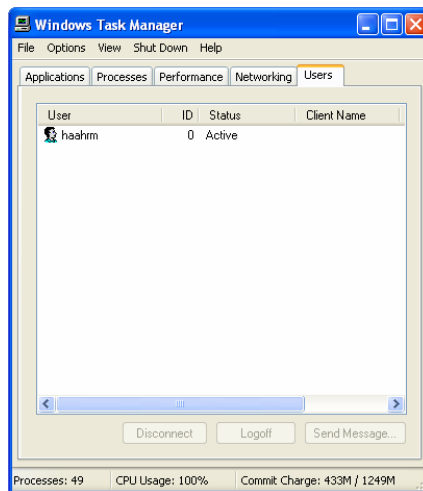 Windows Task Manager
File Options View Shut Down Help
Applications Processes Performance Networking Users
User ID Status Client Name
haahrm 0 Active
Disconnect Logoff Send Message...
Processes: 49 CPU Usage: 100% Commit Charge: 433M / 1249M